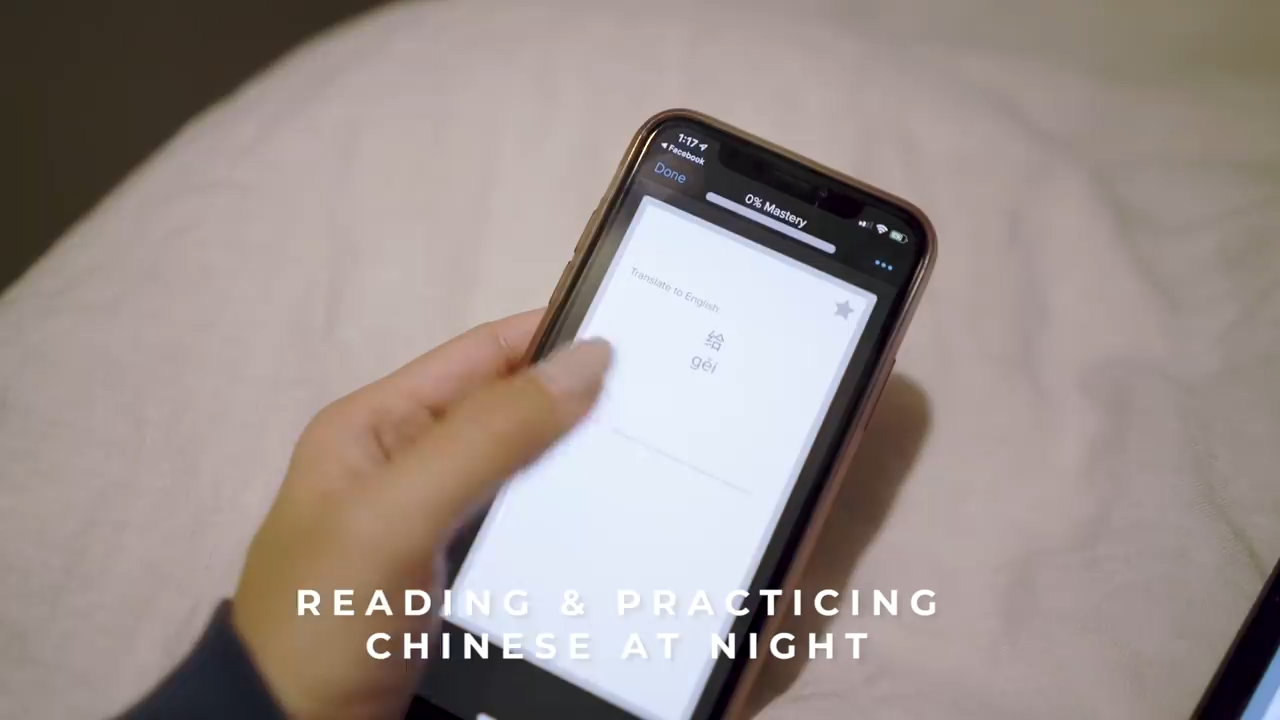 1:17
Facebook
Done
0% Mastery
Translate to English
给
gěi
READING & PRACTICING
CHINESE AT NIGHT